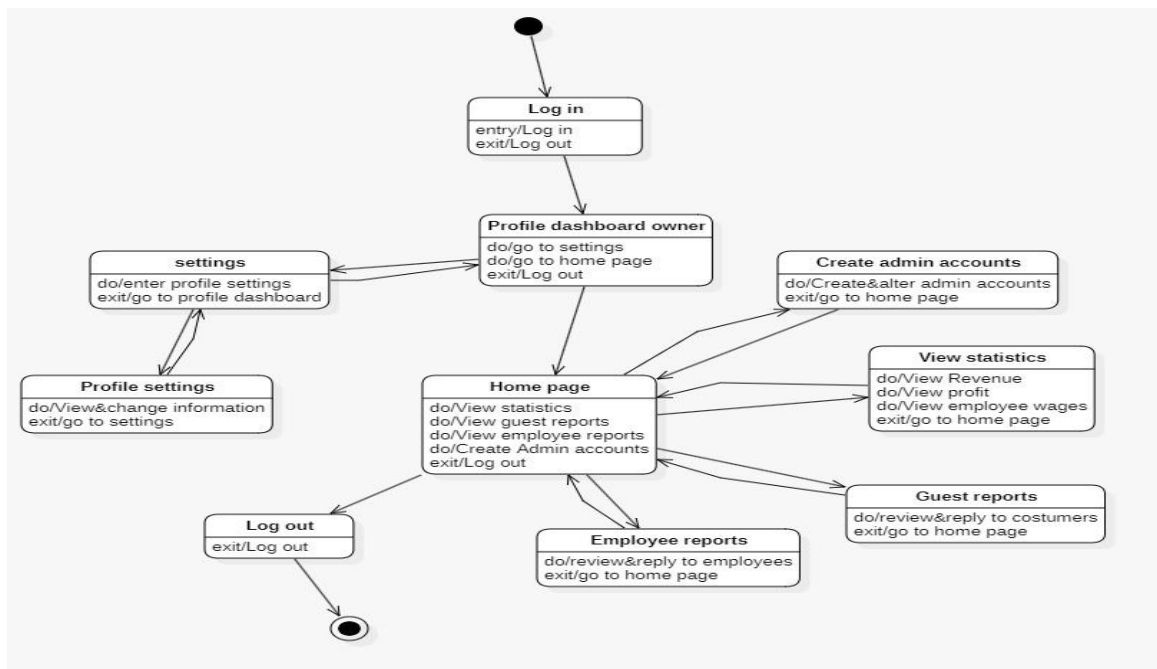 Log in
entry/Log in
exit/Log out
Profile dashboard owner
do/go to settings
do/go to home page
exit/Log out
settings
do/enter profile settings
exit/go to profile dashboard
Create admin accounts
do/Create&alter admin accounts
exit/go to home page
Profile settings
do/View&change information
exit/go to settings
Home page
do/View statistics
do/View guest reports
do/View employee reports
do/Create Admin accounts
exit/Log out
View statistics
do/View Revenue
do/View profit
do/View employee wages
exit/go to home page
Guest reports
do/review&reply to costumers
exit/go to home page
Log out
exit/Log out
Employee reports
do/review&reply to employees
exit/go to home page